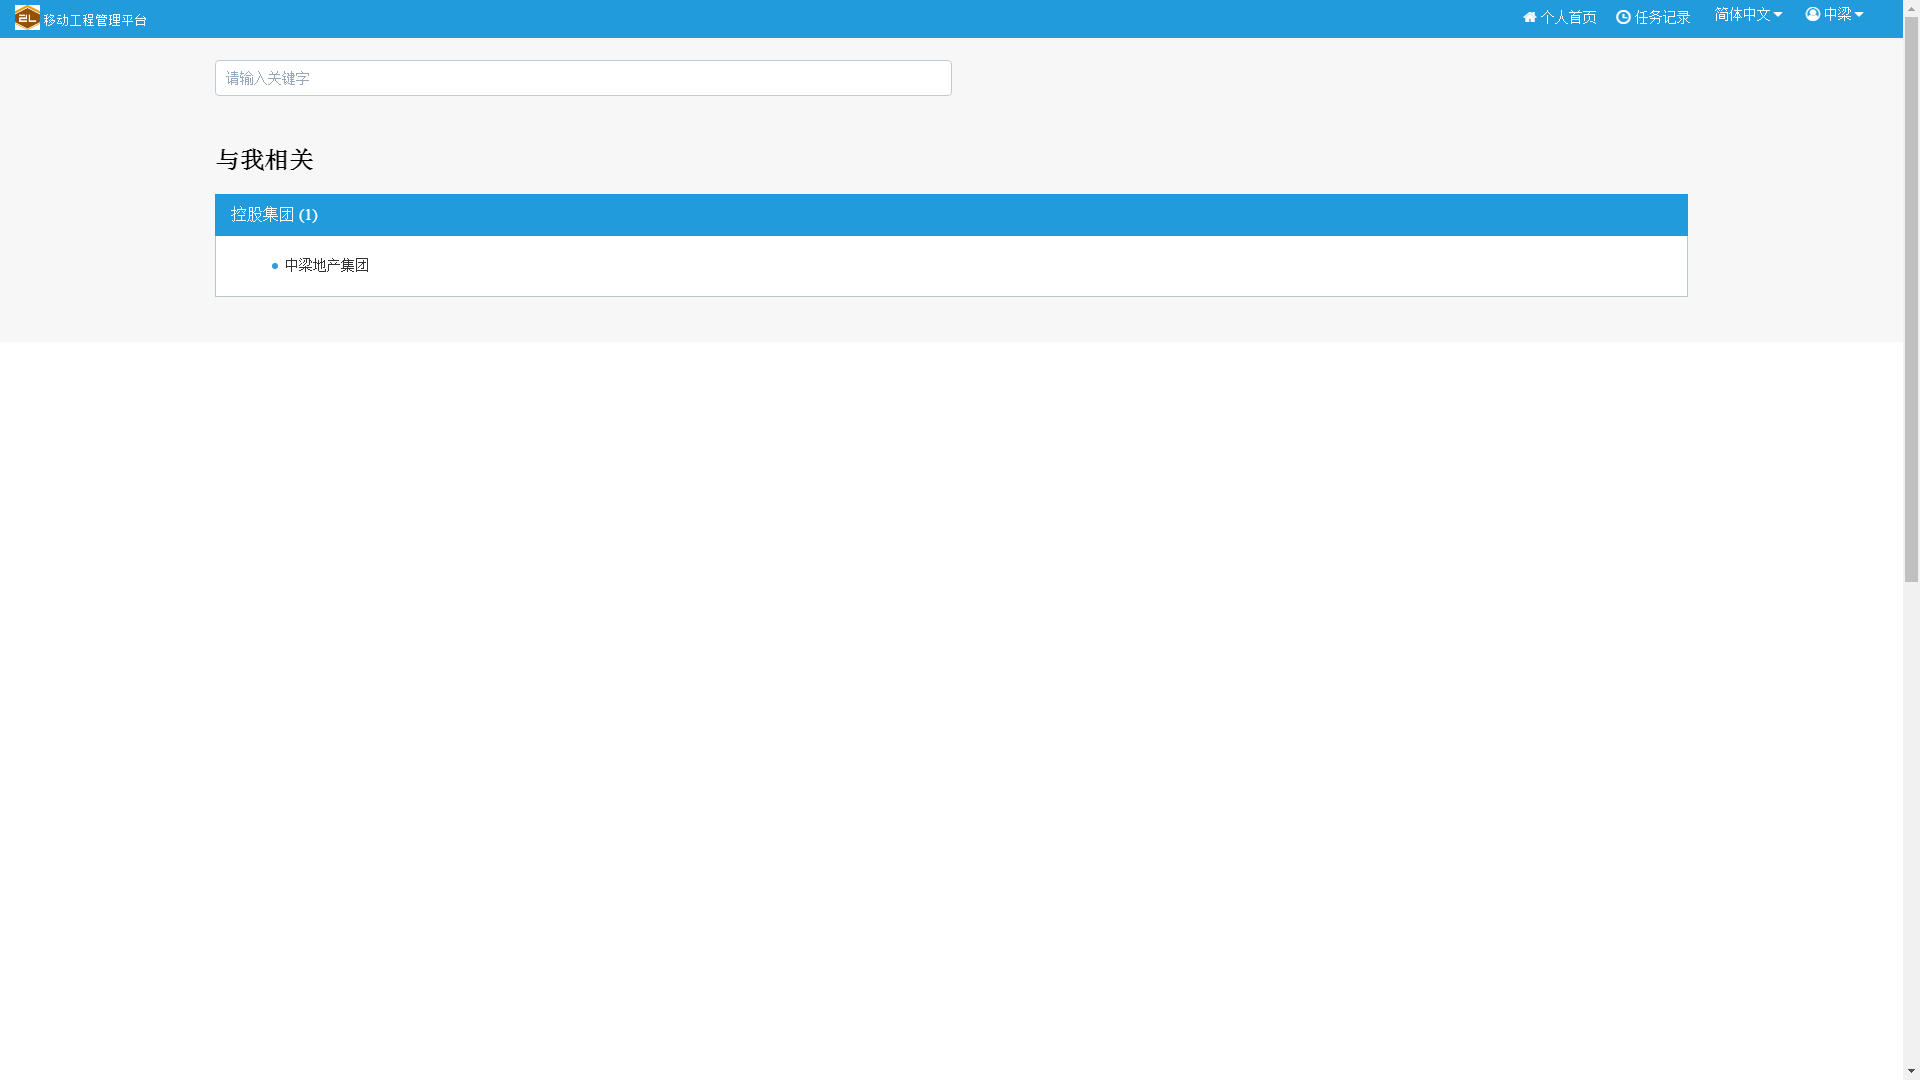 移动工程管理平台
个人首页 任务记录 简体中文 中梁
请输入关键字
与我相关
控股集团 (1)
中梁地产集团